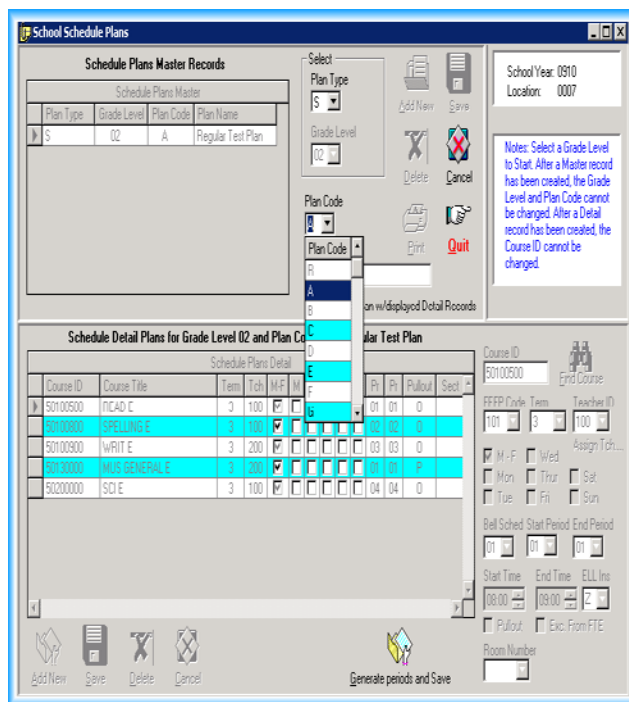 School Schedule Plans
Schedule Plans Master Records
Schedule Plans Master
Plan Type Grade Level Plan Code Plan Name
S 02 A Regular Test Plan
Select
Plan Type
S
Grade Level
02
Plan Code
A
Plan Code
R
A
B
C
D
E
F
G
Add New Save
Delete Cancel
Print Quit
an w/displayed Detail Records
School Year: 0910
Location: 0007
Notes: Select a Grade Level
to Start. After a Master record
has been created, the Grade
Level and Plan Code cannot
be changed. After a Detail
record has been created, the
Course ID cannot be
changed.
Schedule Detail Plans for Grade Level 02 and Plan Co ular Test Plan
Schedule Plans Detail
Course ID Course Title Term Tch M-F M Pr Pr Pullout Sect
50100500 READ E 3 100 01 01 0
50100800 SPELLING E 3 100 02 02 0
50100900 WRIT E 3 200 03 03 0
50130000 MUS GENERAL E 3 200 01 01 P
50200000 SCI E 3 100 04 04 0
Add New Save Delete Cancel
Generate periods and Save
Course ID
50100500 Find Course
FEFP Code Term Teacher ID
101 3 100
Assign Tch....
M - F Wed
Mon Thur Sat
Tue Fri Sun
Bell Sched Start Period End Period
01 01 01
Start Time End Time ELL Ins
08:00 09:00 Z
Pullout Exc. From FTE
Room Number